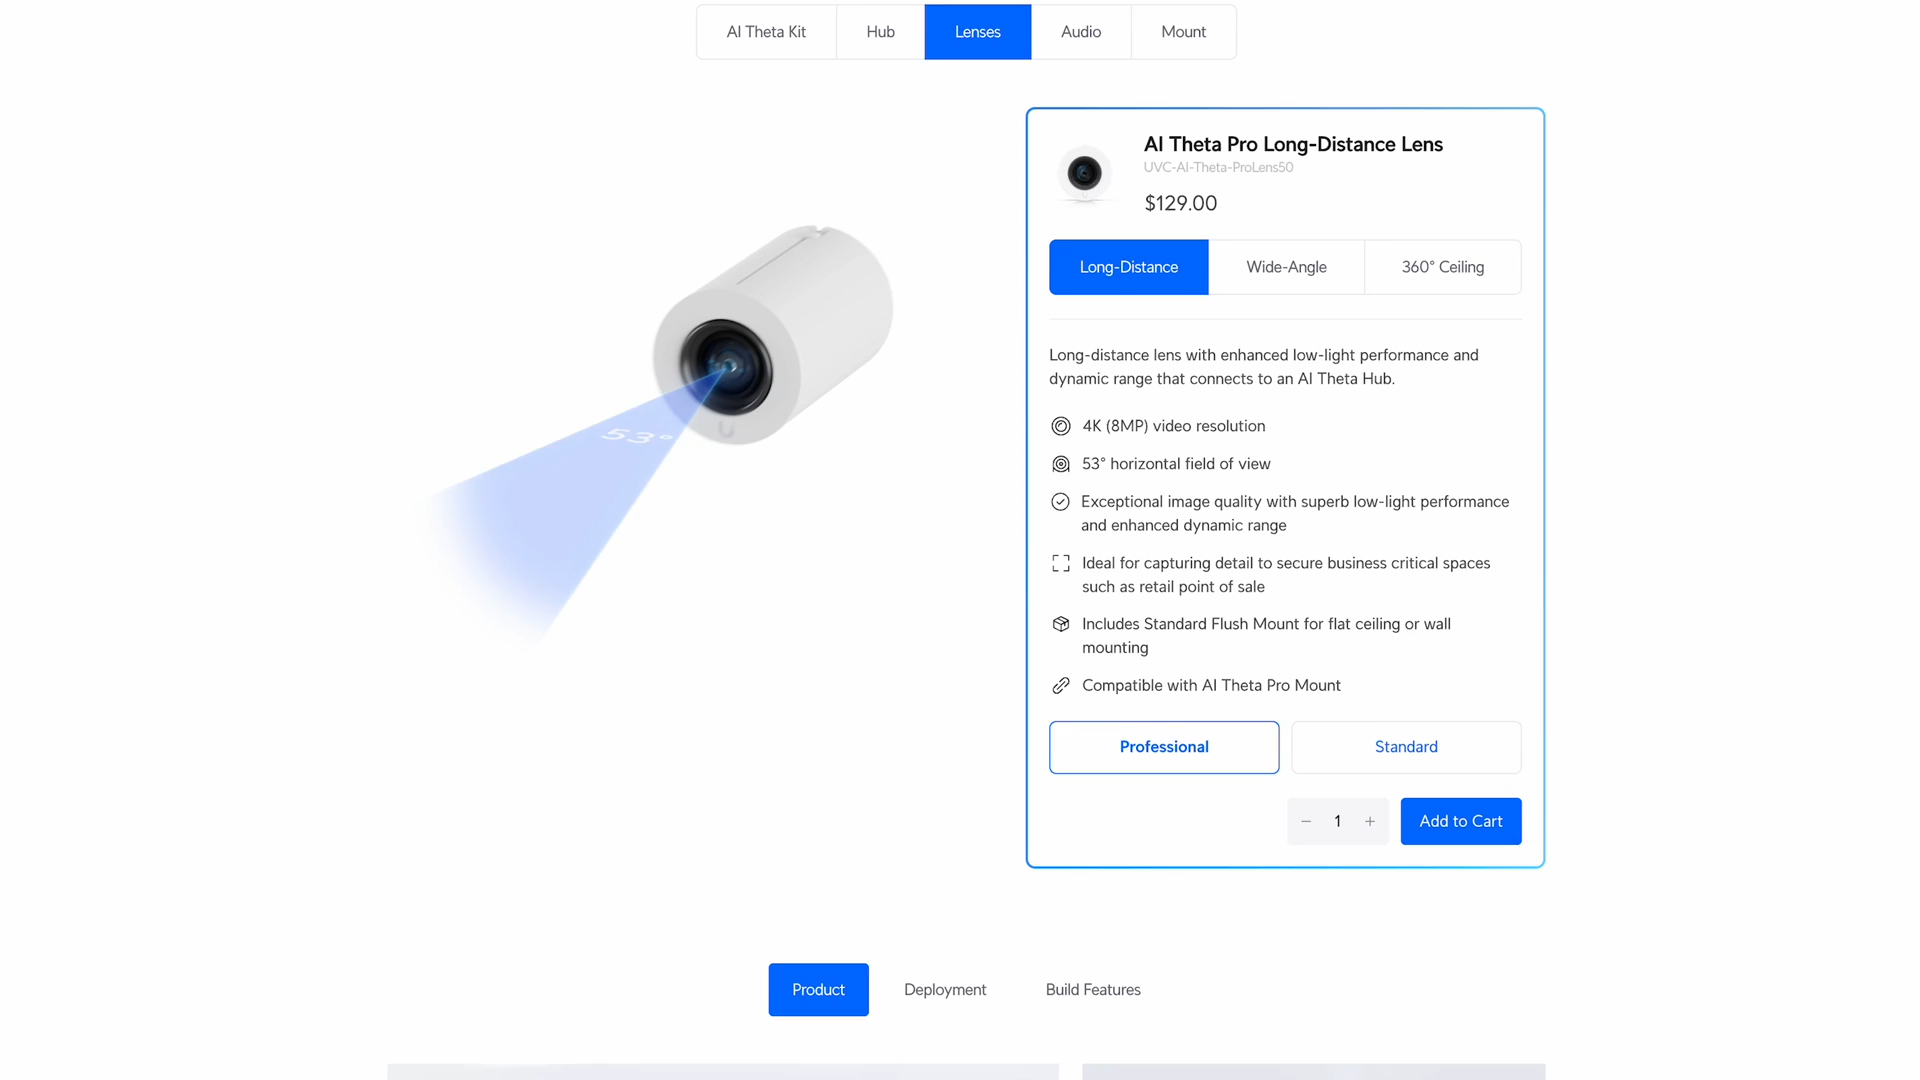 AI Theta Kit
Hub
Lenses
Audio
Mount
AI Theta Pro Long-Distance Lens
UVC-AI-Theta-ProLens50
$129.00
Long-Distance
Wide-Angle
360° Ceiling
Long-distance lens with enhanced low-light performance and
dynamic range that connects to an AI Theta Hub.
4K (8MP) video resolution
53° horizontal field of view
Exceptional image quality with superb low-light performance
and enhanced dynamic range
Ideal for capturing detail to secure business critical spaces
such as retail point of sale
Includes Standard Flush Mount for flat ceiling or wall
mounting
Compatible with AI Theta Pro Mount
Professional
Standard
1
Add to Cart
53°
Product
Deployment
Build Features